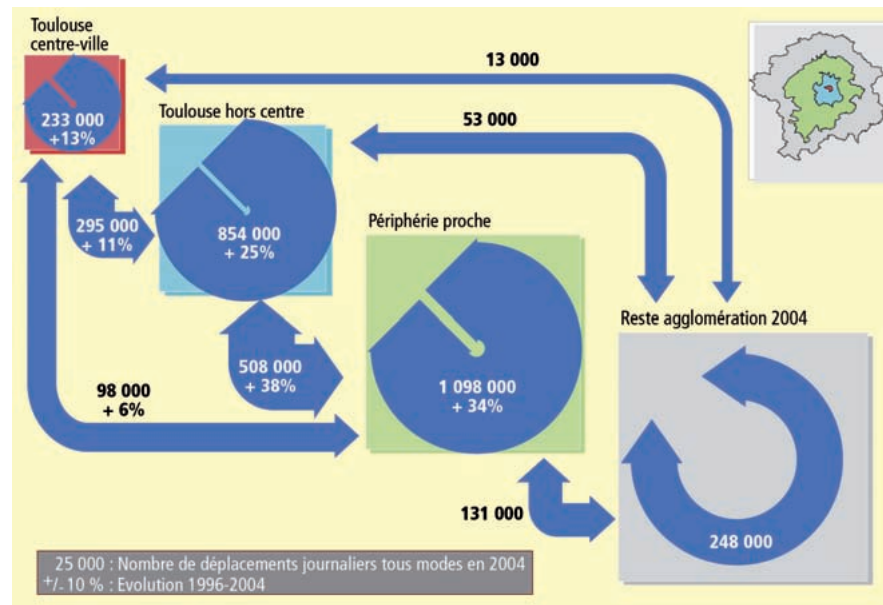 Toulouse
centre-ville
233 000
+13%
13 000
Toulouse hors centre
53 000
295 000
+ 11%
854 000
+ 25%
Périphérie proche
Reste agglomération 2004
508 000
+ 38%
98 000
+ 6%
1 098 000
+ 34%
131 000
248 000
25 000 : Nombre de déplacements journaliers tous modes en 2004
+/- 10 % : Evolution 1996-2004